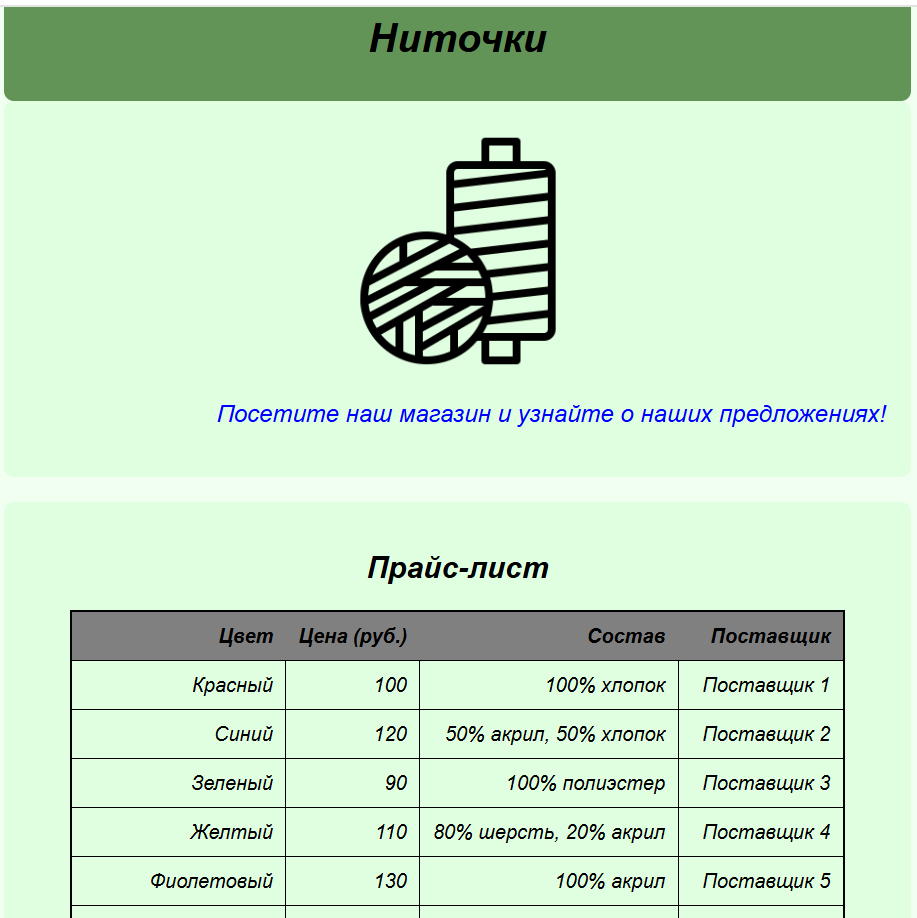 Ниточки
Посетите наш магазин и узнайте о наших предложениях!
Прайс-лист
Цвет Цена (руб.) Состав Поставщик
Красный 100 100% хлопок Поставщик 1
Синий 120 50% акрил, 50% хлопок Поставщик 2
Зеленый 90 100% полиэстер Поставщик 3
Желтый 110 80% шерсть, 20% акрил Поставщик 4
Фиолетовый 130 100% акрил Поставщик 5